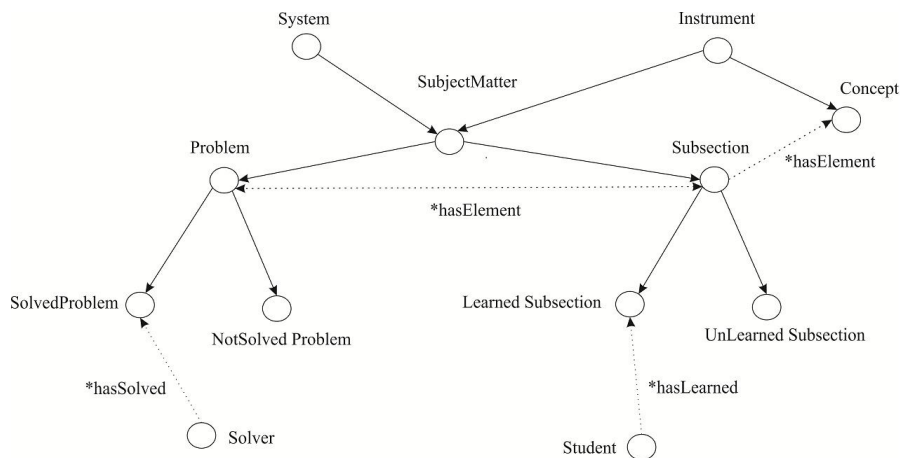 System
Instrument
SubjectMatter
Concept
Problem
Subsection
*hasElement
*hasElement
SolvedProblem
Learned Subsection
NotSolved Problem
UnLearned Subsection
*hasSolved
*hasLearned
Solver
Student